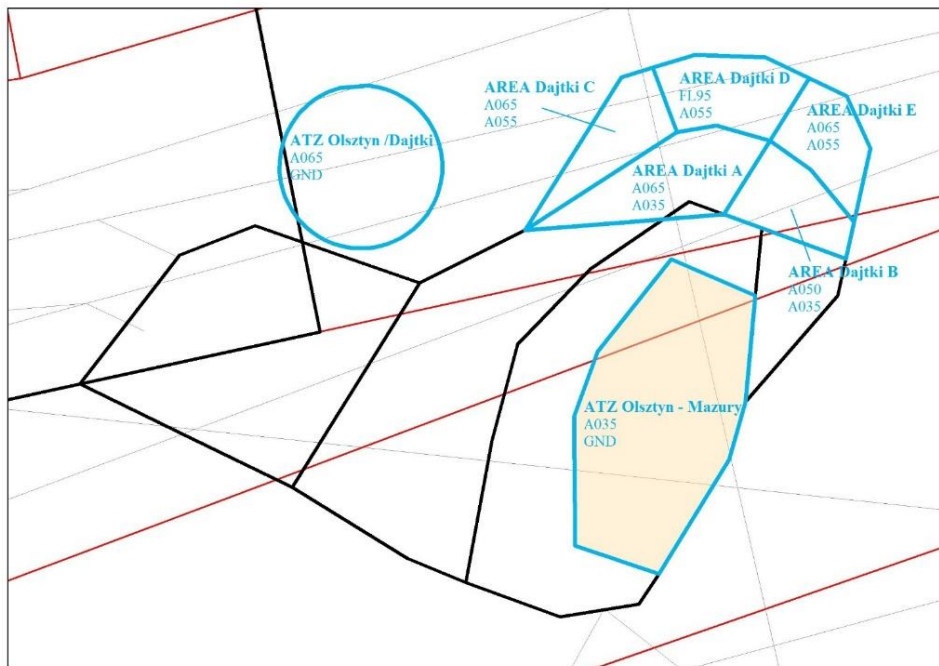 AREA Dajtki C
A065
A055
AREA Dajtki D
FL95
A055
AREA Dajtki E
A065
A055
ATZ Olsztyn /Dajtki
A065
GND
AREA Dajtki A
A065
A035
AREA Dajtki B
A050
A035
ATZ Olsztyn - Mazury
A035
GND